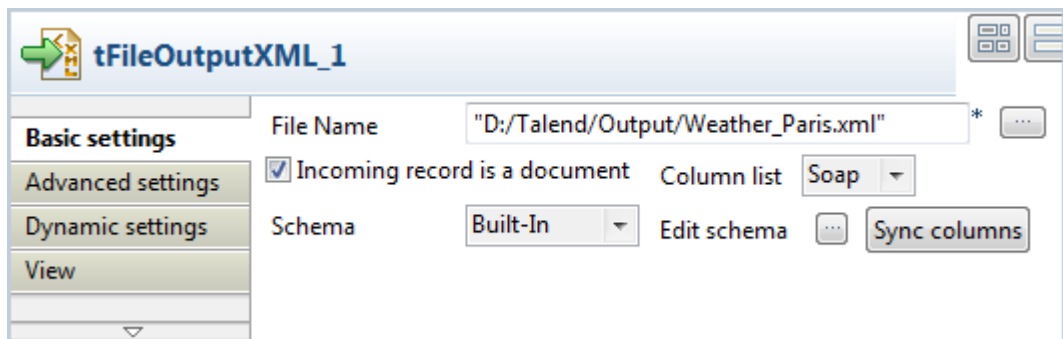 tFileOutputXML_1
Basic settings
Advanced settings
Dynamic settings
View
File Name "D:/Talend/Output/Weather_Paris.xml" * ...
Incoming record is a document Column list Soap
Schema Built-In Edit schema ... Sync columns